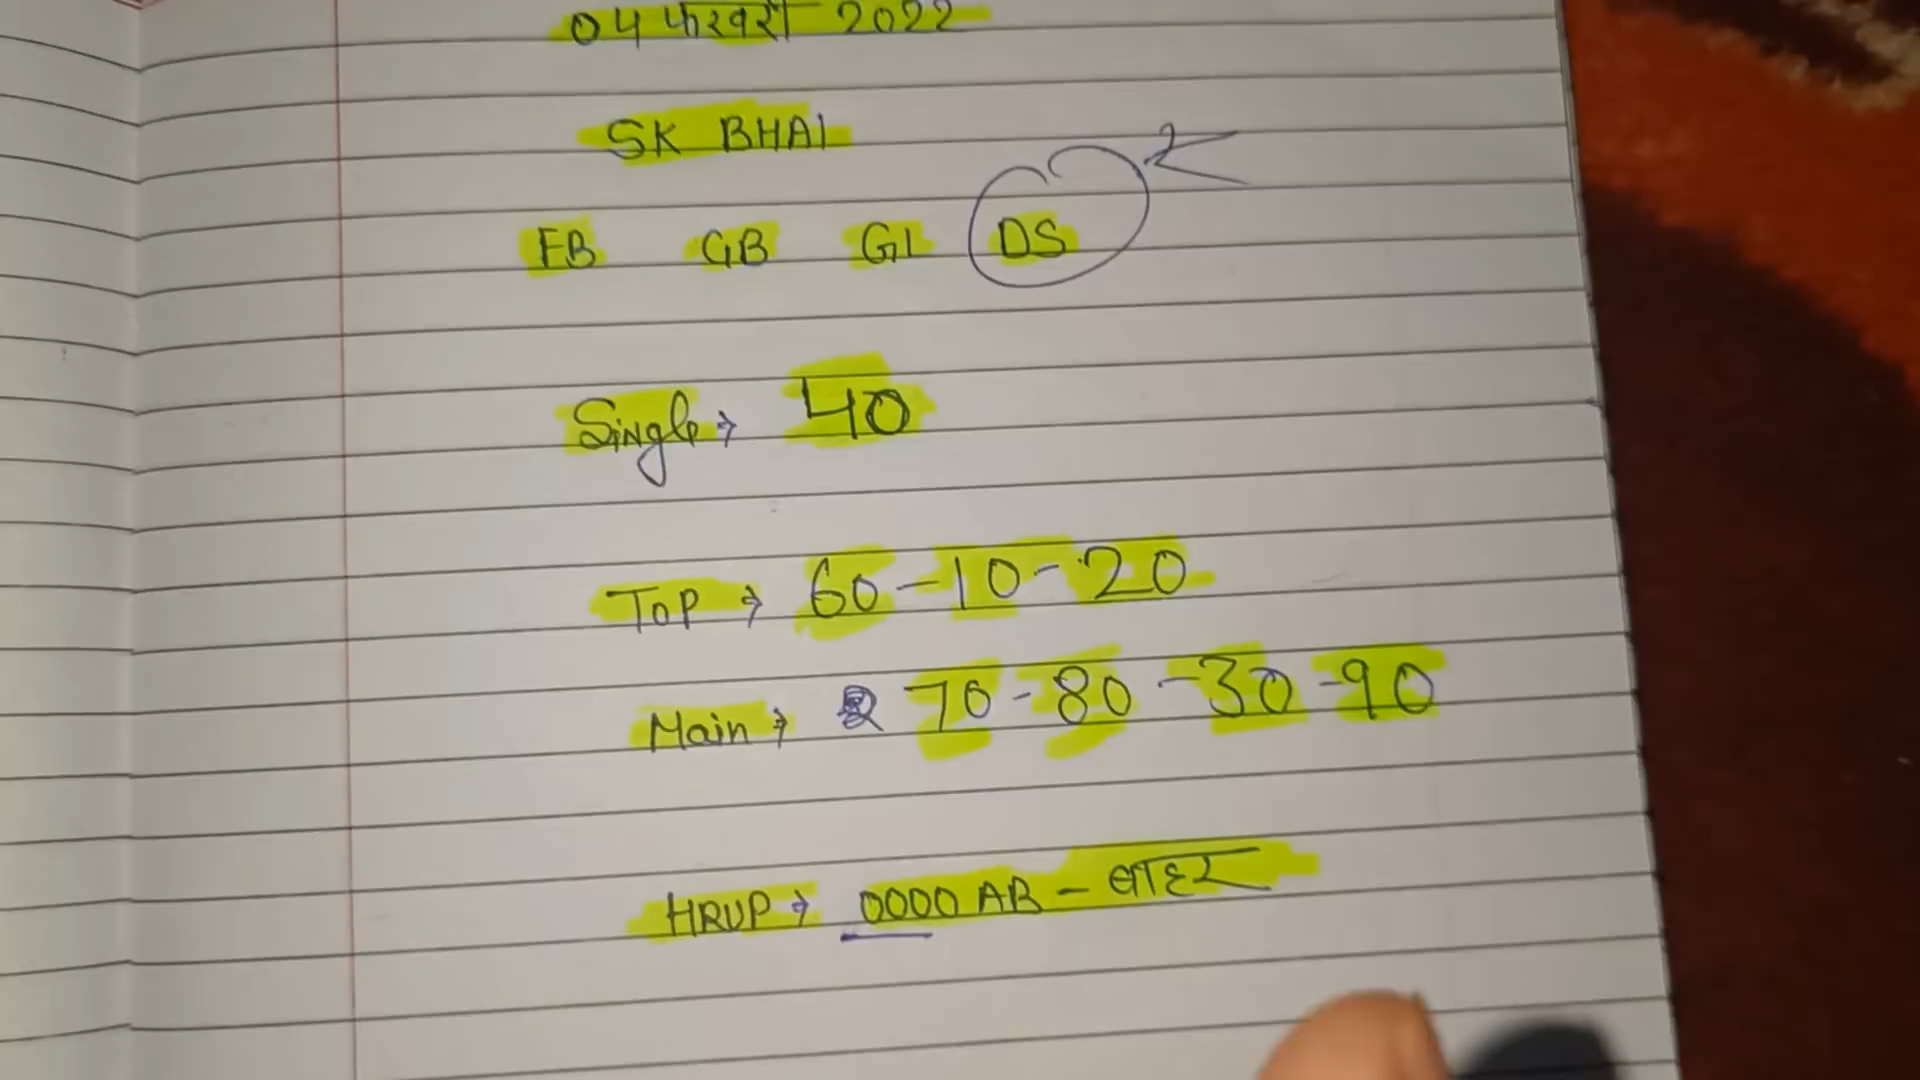 04 फरवरी 2022
SK BHAI
FB GB GL DS
Single → 40
TOP → 60-10-20
Main → 70-80-30-90
HRUP → 0000 AB - बाहर